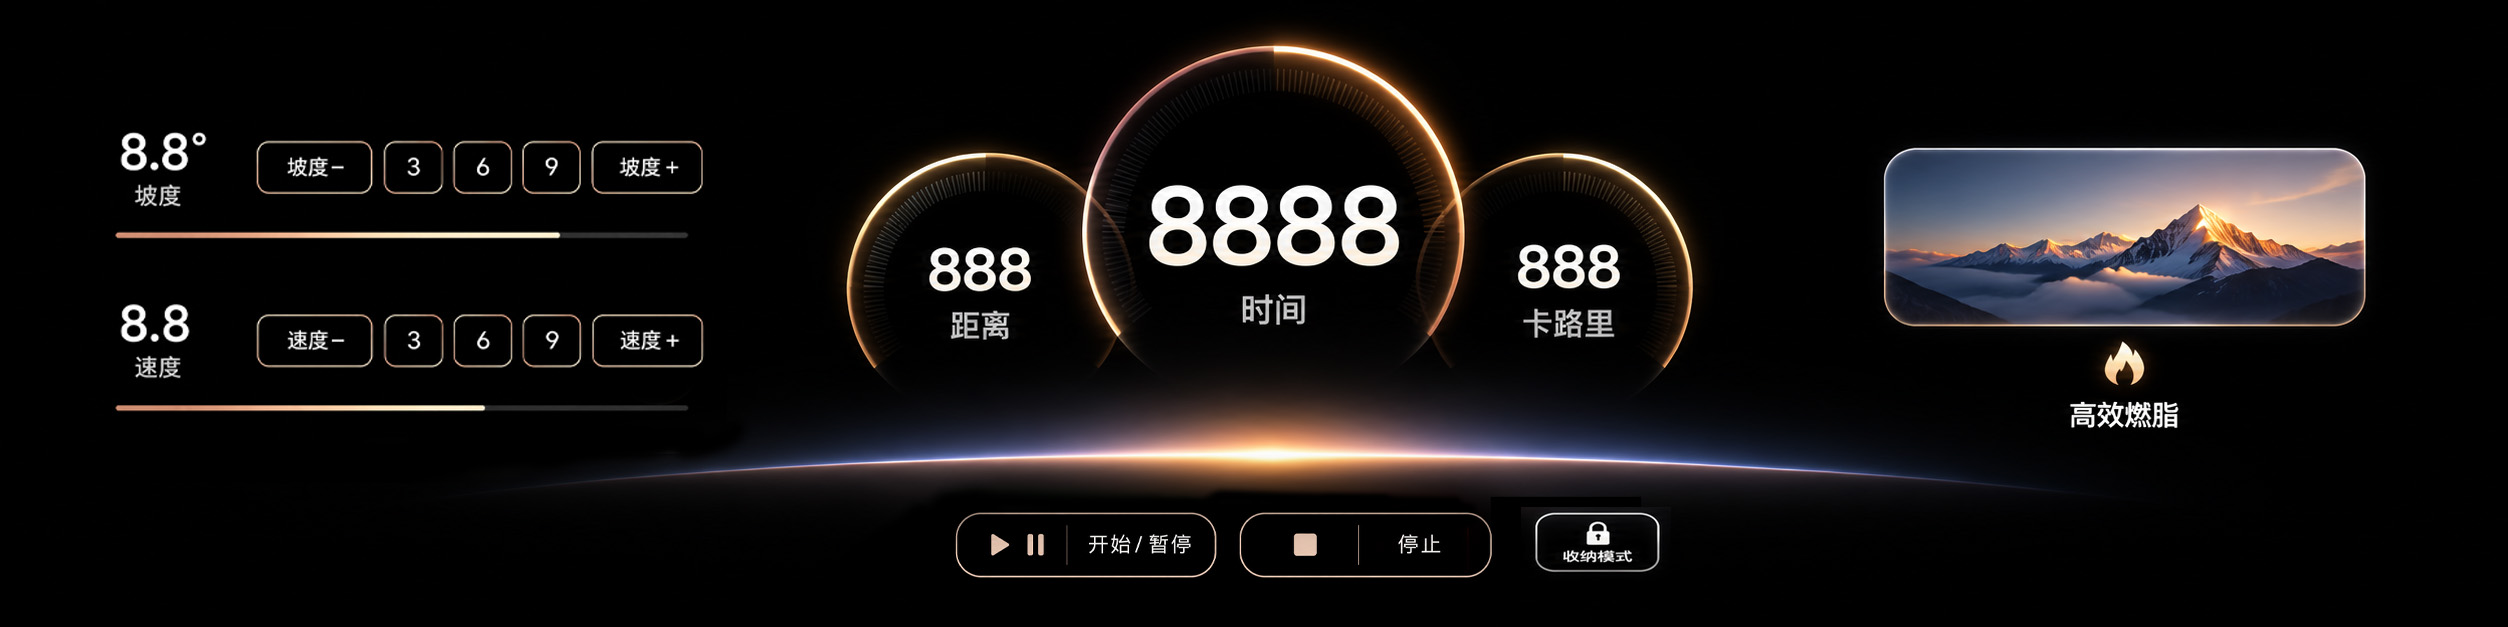 8.8°
坡度
坡度−
3
6
9
坡度+
8.8
速度
速度−
3
6
9
速度+
888
距离
8888
时间
888
卡路里
高效燃脂
开始/暂停
停止
收纳模式